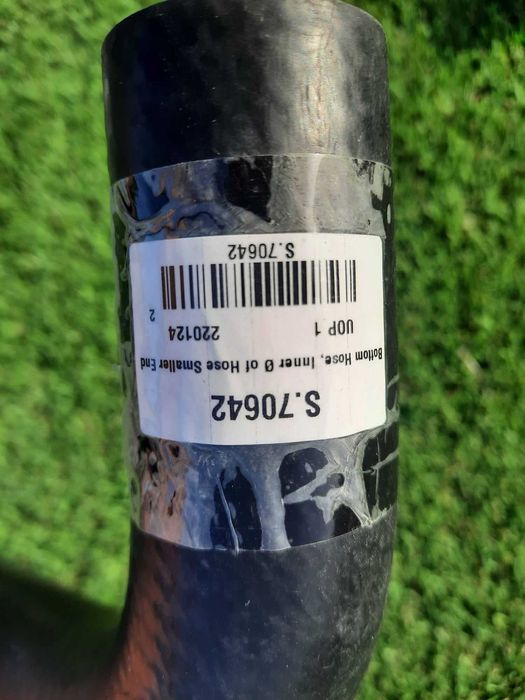 S.70642
Bottom Hose, Inner Ø of Hose Smaller End
UOP 1 220124
2
S.70642